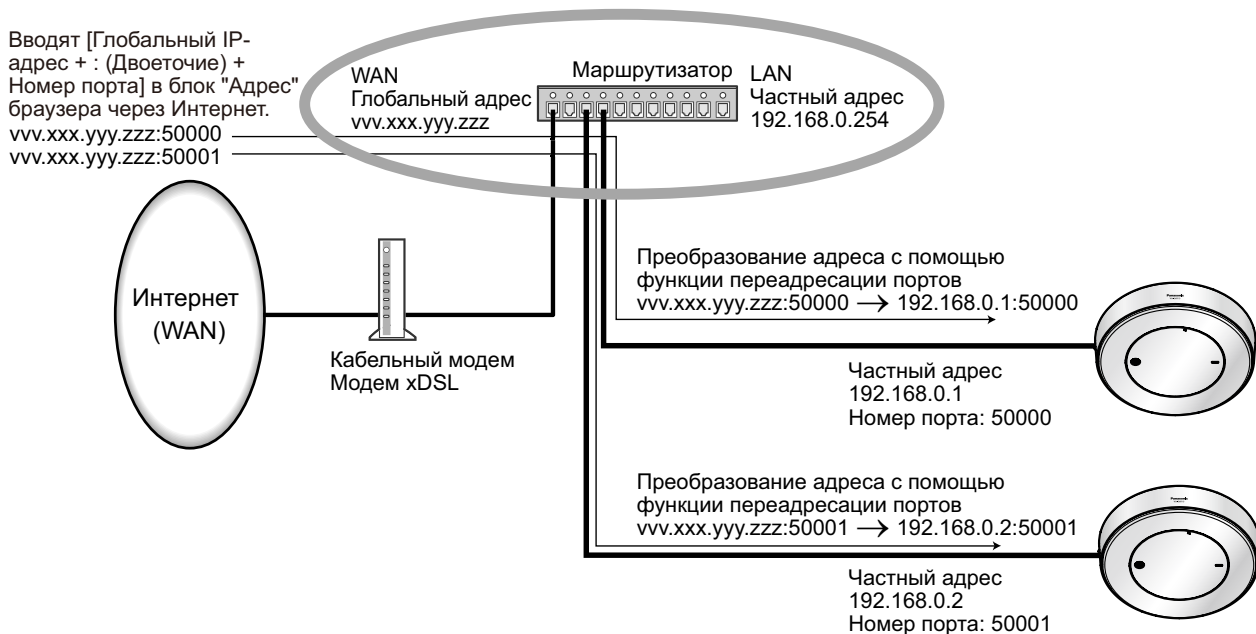 Вводят [Глобальный IP-
адрес + : (Двоеточие) +
Номер порта] в блок "Адрес"
браузера через Интернет.
vvv.xxx.yyy.zzz:50000
vvv.xxx.yyy.zzz:50001
WAN
Глобальный адрес
vvv.xxx.yyy.zzz
Маршрутизатор
LAN
Частный адрес
192.168.0.254
Интернет
(WAN)
Кабельный модем
Модем xDSL
Преобразование адреса с помощью
функции переадресации портов
vvv.xxx.yyy.zzz:50000 → 192.168.0.1:50000
Panasonic
Частный адрес
192.168.0.1
Номер порта: 50000
Преобразование адреса с помощью
функции переадресации портов
vvv.xxx.yyy.zzz:50001 → 192.168.0.2:50001
Panasonic
Частный адрес
192.168.0.2
Номер порта: 50001